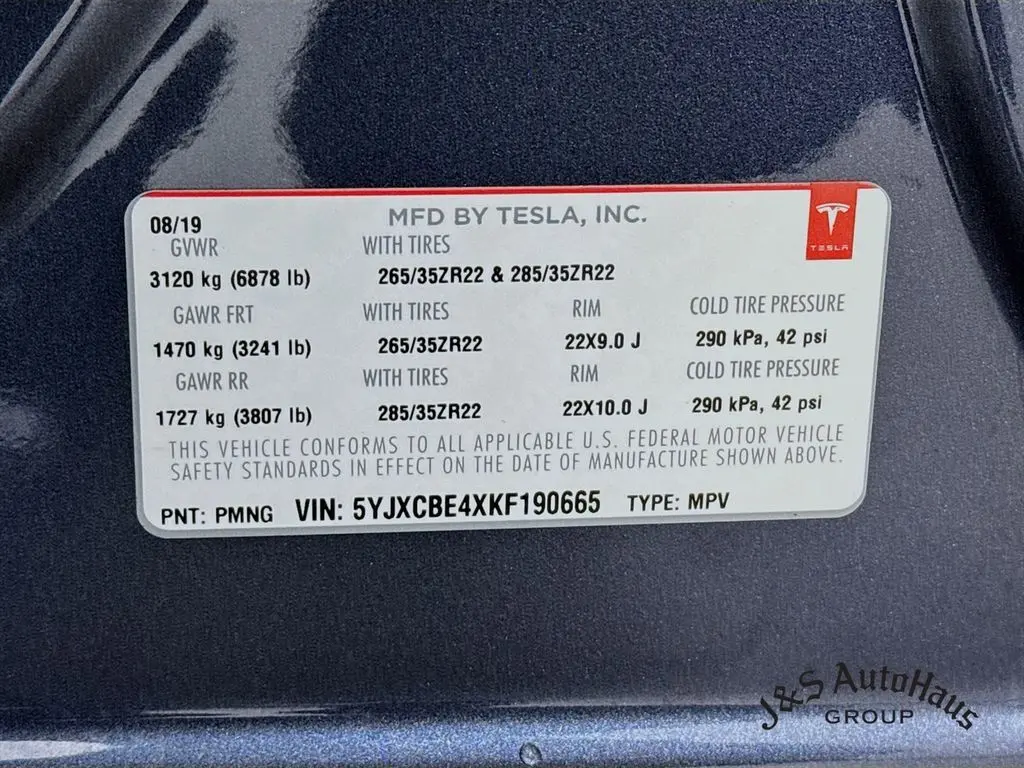 MFD BY TESLA, INC.
TESLA
08/19
GVWR WITH TIRES
3120 kg (6878 lb) 265/35ZR22 & 285/35ZR22
GAWR FRT WITH TIRES RIM COLD TIRE PRESSURE
1470 kg (3241 lb) 265/35ZR22 22X9.0 J 290 kPa, 42 psi
GAWR RR WITH TIRES RIM COLD TIRE PRESSURE
1727 kg (3807 lb) 285/35ZR22 22X10.0 J 290 kPa, 42 psi
THIS VEHICLE CONFORMS TO ALL APPLICABLE U.S. FEDERAL MOTOR VEHICLE
SAFETY STANDARDS IN EFFECT ON THE DATE OF MANUFACTURE SHOWN ABOVE.
PNT: PMNG VIN: 5YJXCBE4XKF190665 TYPE: MPV
J&S AutoHaus
GROUP